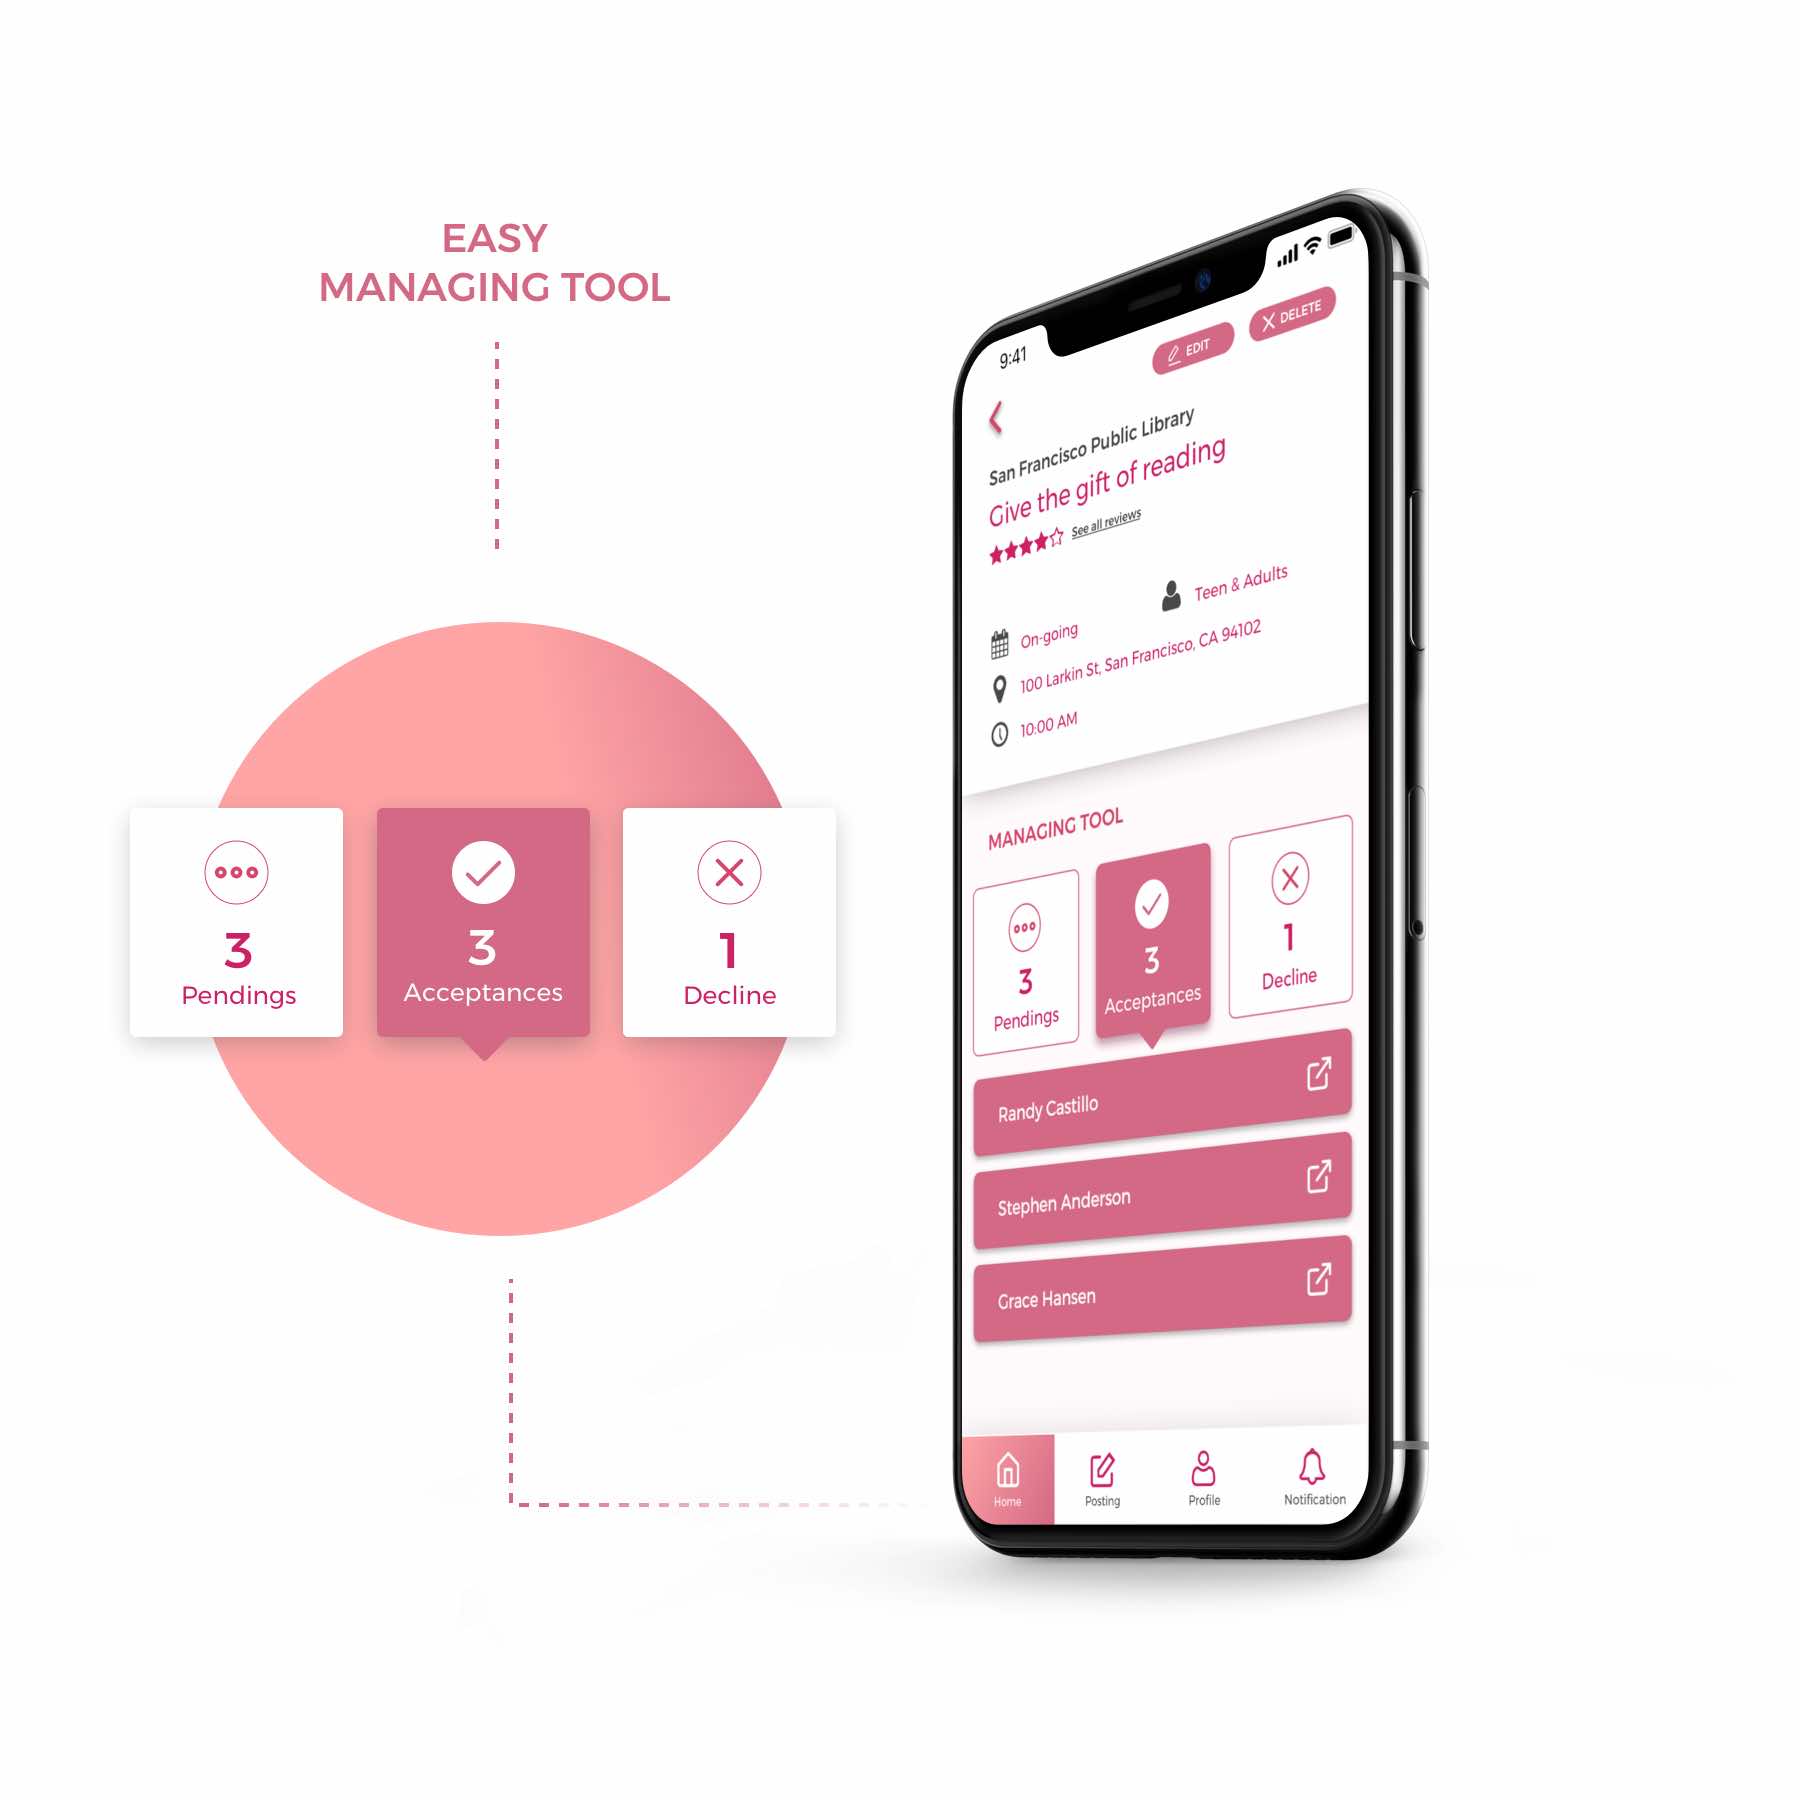 EASY
MANAGING TOOL
3
Pendings
3
Acceptances
1
Decline
9:41
EDIT
DELETE
San Francisco Public Library
Give the gift of reading
See all reviews
Teen & Adults
On-going
100 Larkin St, San Francisco, CA 94102
10:00 AM
MANAGING TOOL
3
Pendings
3
Acceptances
1
Decline
Randy Castillo
Stephen Anderson
Grace Hansen
Home
Posting
Profile
Notification